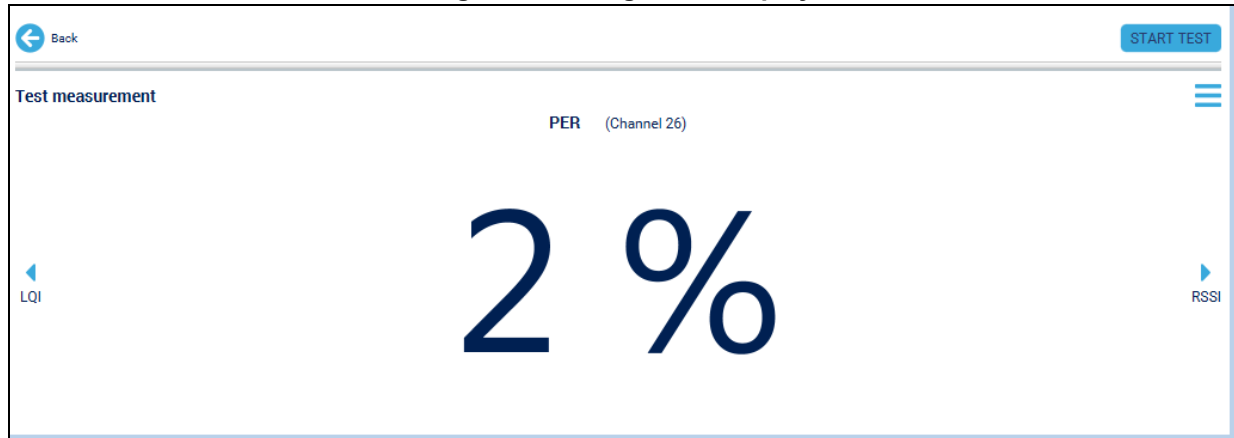 Back
START TEST
Test measurement
PER (Channel 26)
2 %
LQI
RSSI